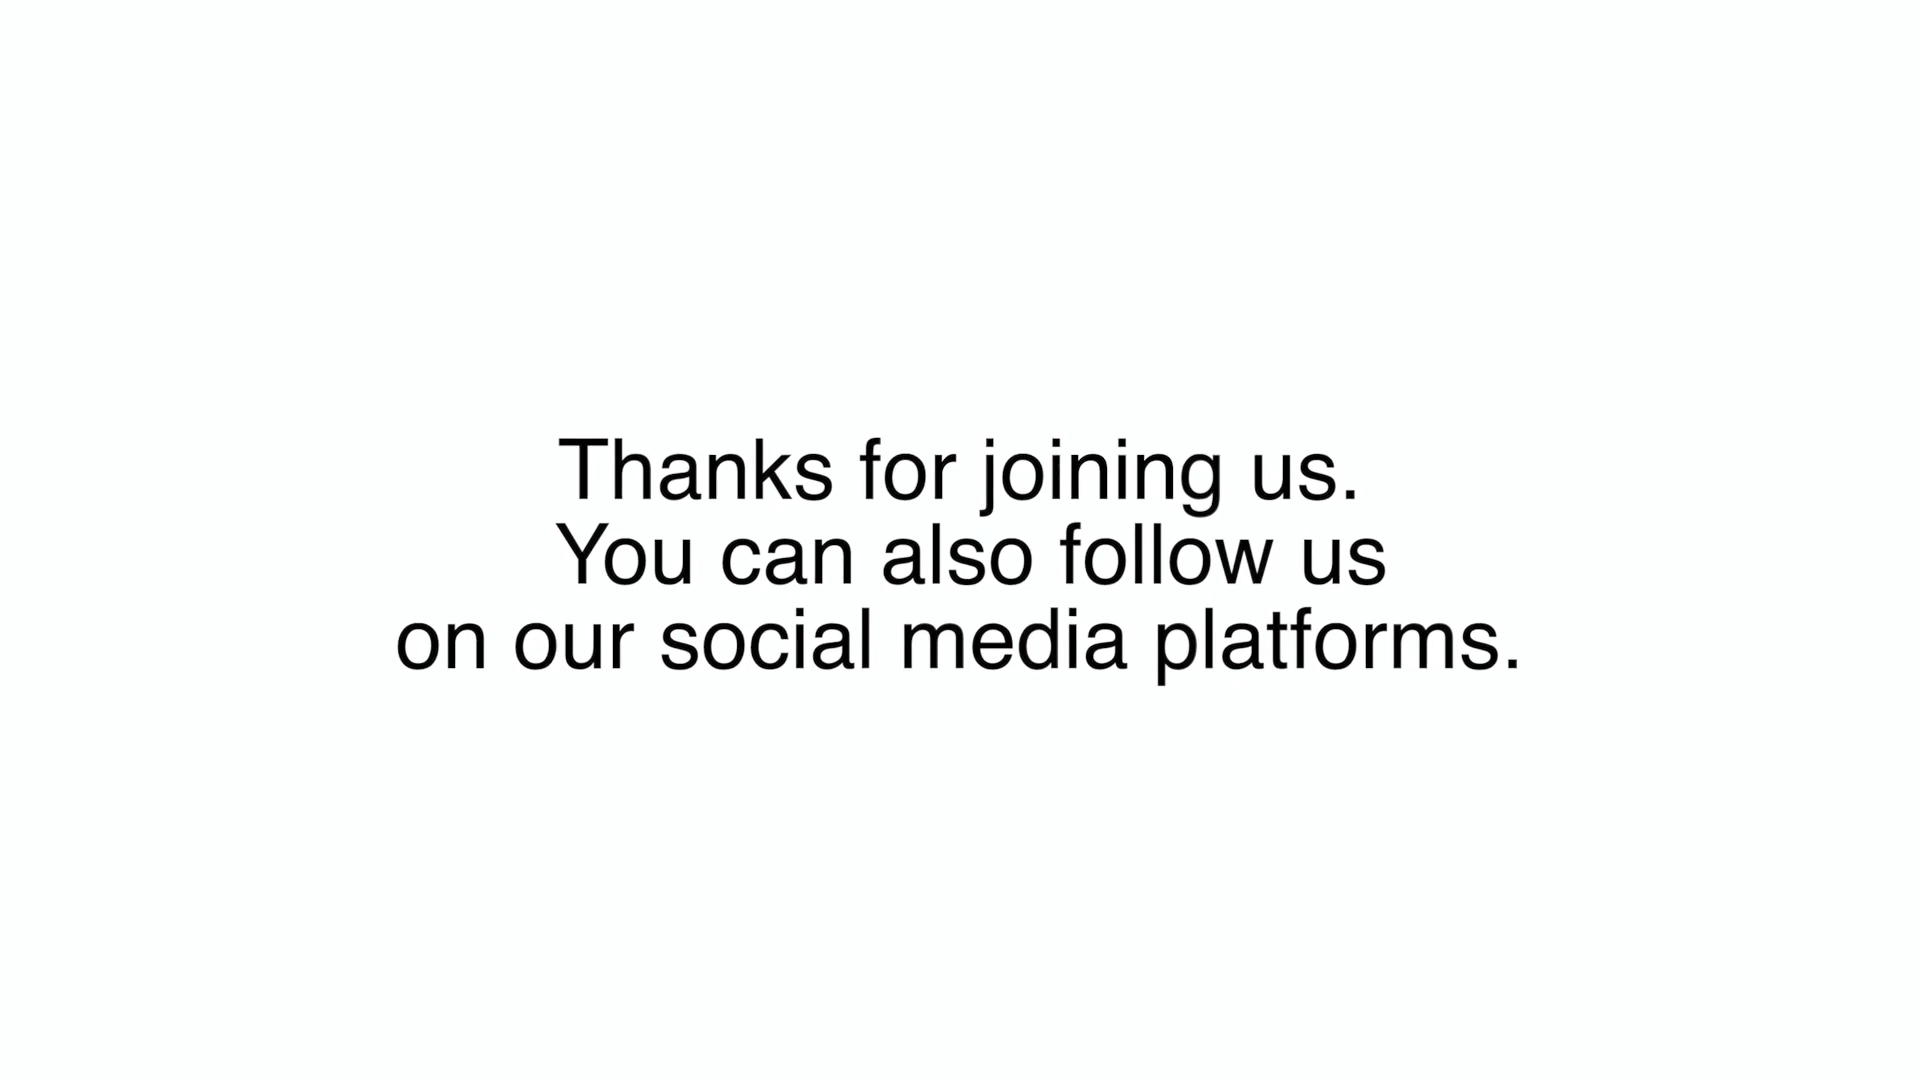 Thanks for joining us.
You can also follow us
on our social media platforms.